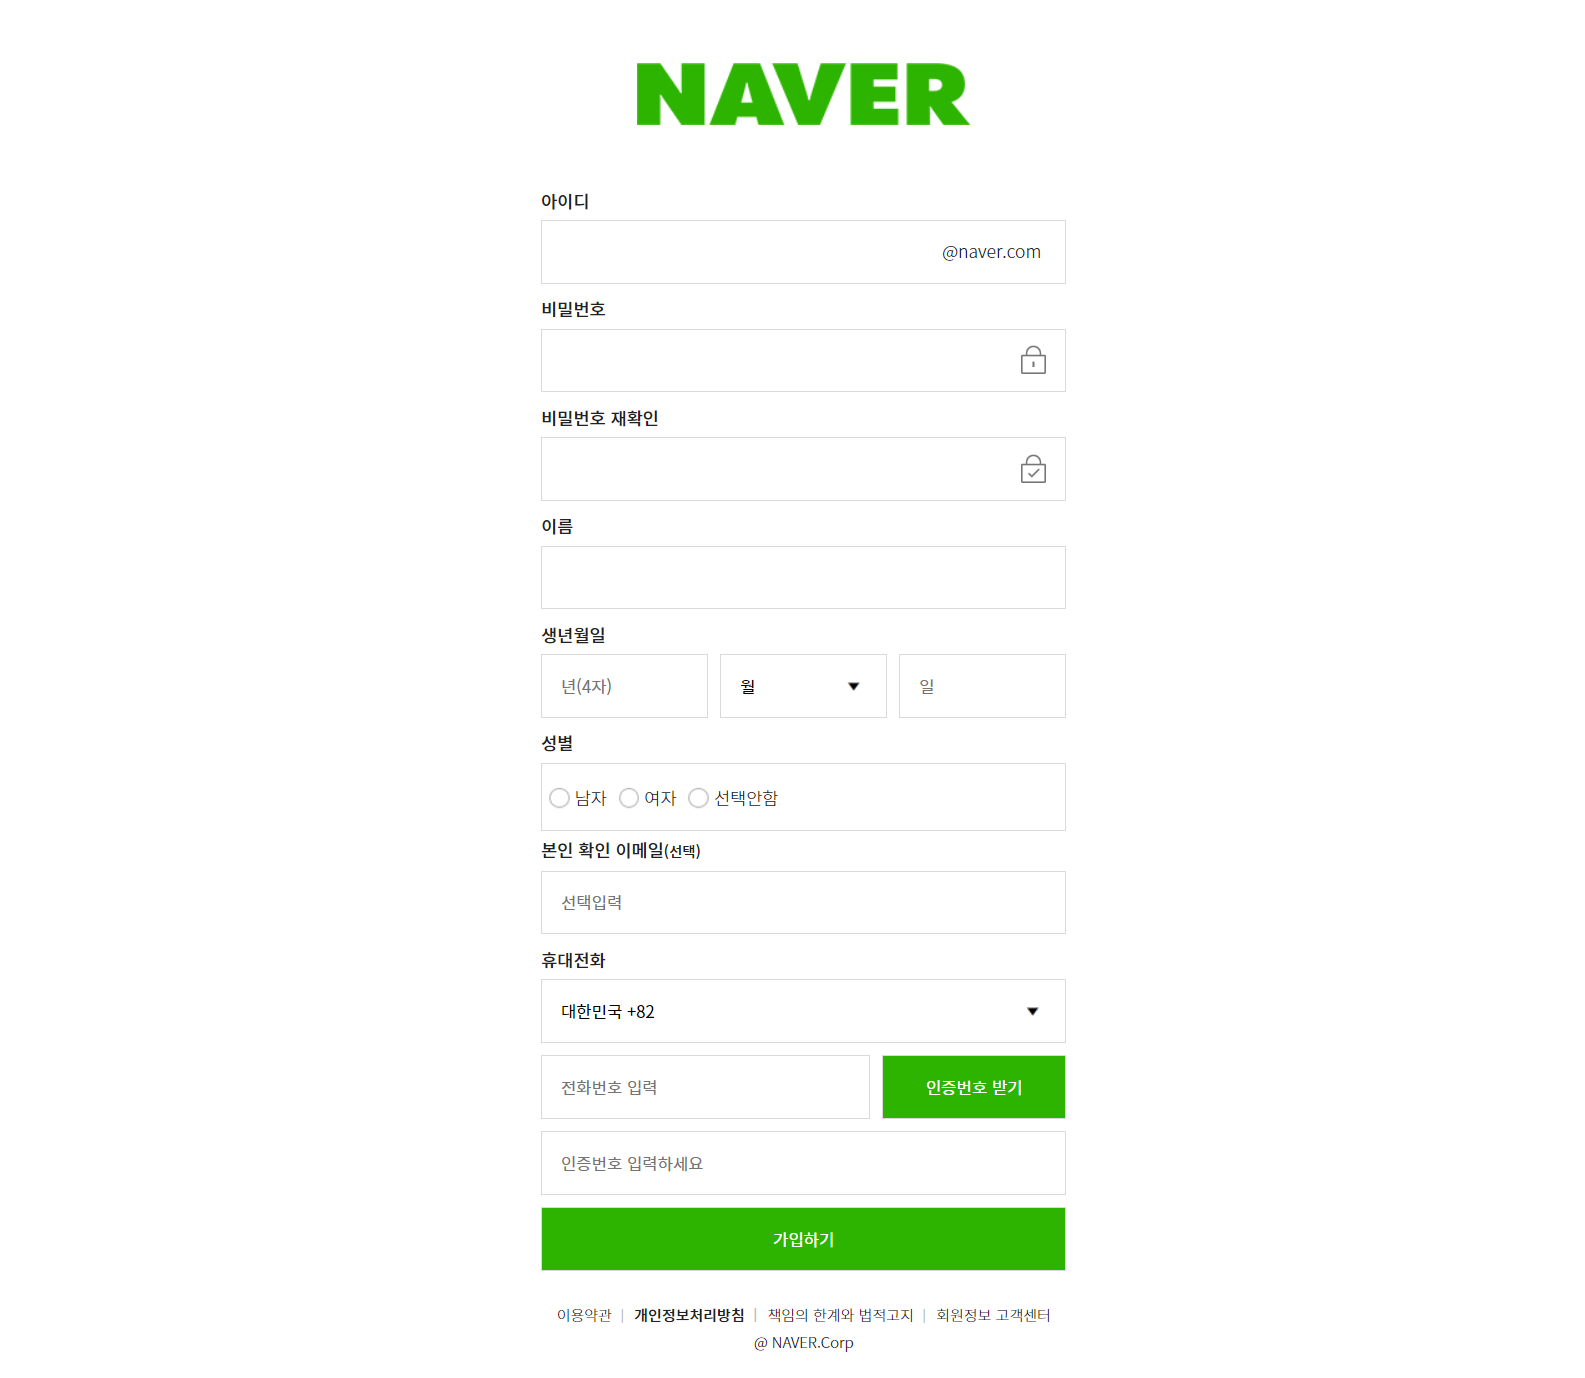 NAVER
아이디
@naver.com
비밀번호
비밀번호 재확인
이름
생년월일
년(4자) 월 일
성별
남자 여자 선택안함
본인 확인 이메일(선택)
선택입력
휴대전화
대한민국 +82
전화번호 입력 인증번호 받기
인증번호 입력하세요
가입하기
이용약관 | 개인정보처리방침 | 책임의 한계와 법적고지 | 회원정보 고객센터
@ NAVER.Corp